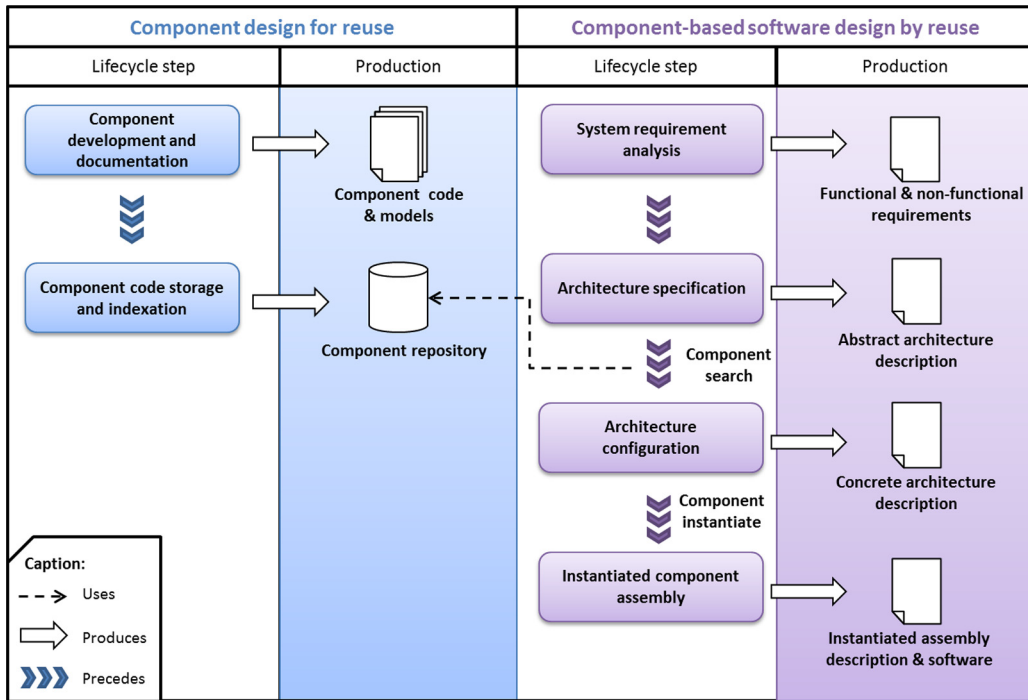 Component design for reuse
Component-based software design by reuse
Lifecycle step
Production
Lifecycle step
Production
Component
development and
documentation
Component code
& models
Component code storage
and indexation
Component repository
System requirement
analysis
Functional & non-functional
requirements
Architecture specification
Abstract architecture
description
Component
search
Architecture
configuration
Concrete architecture
description
Component
instantiate
Instantiated component
assembly
Instantiated assembly
description & software
Caption:
Uses
Produces
Precedes